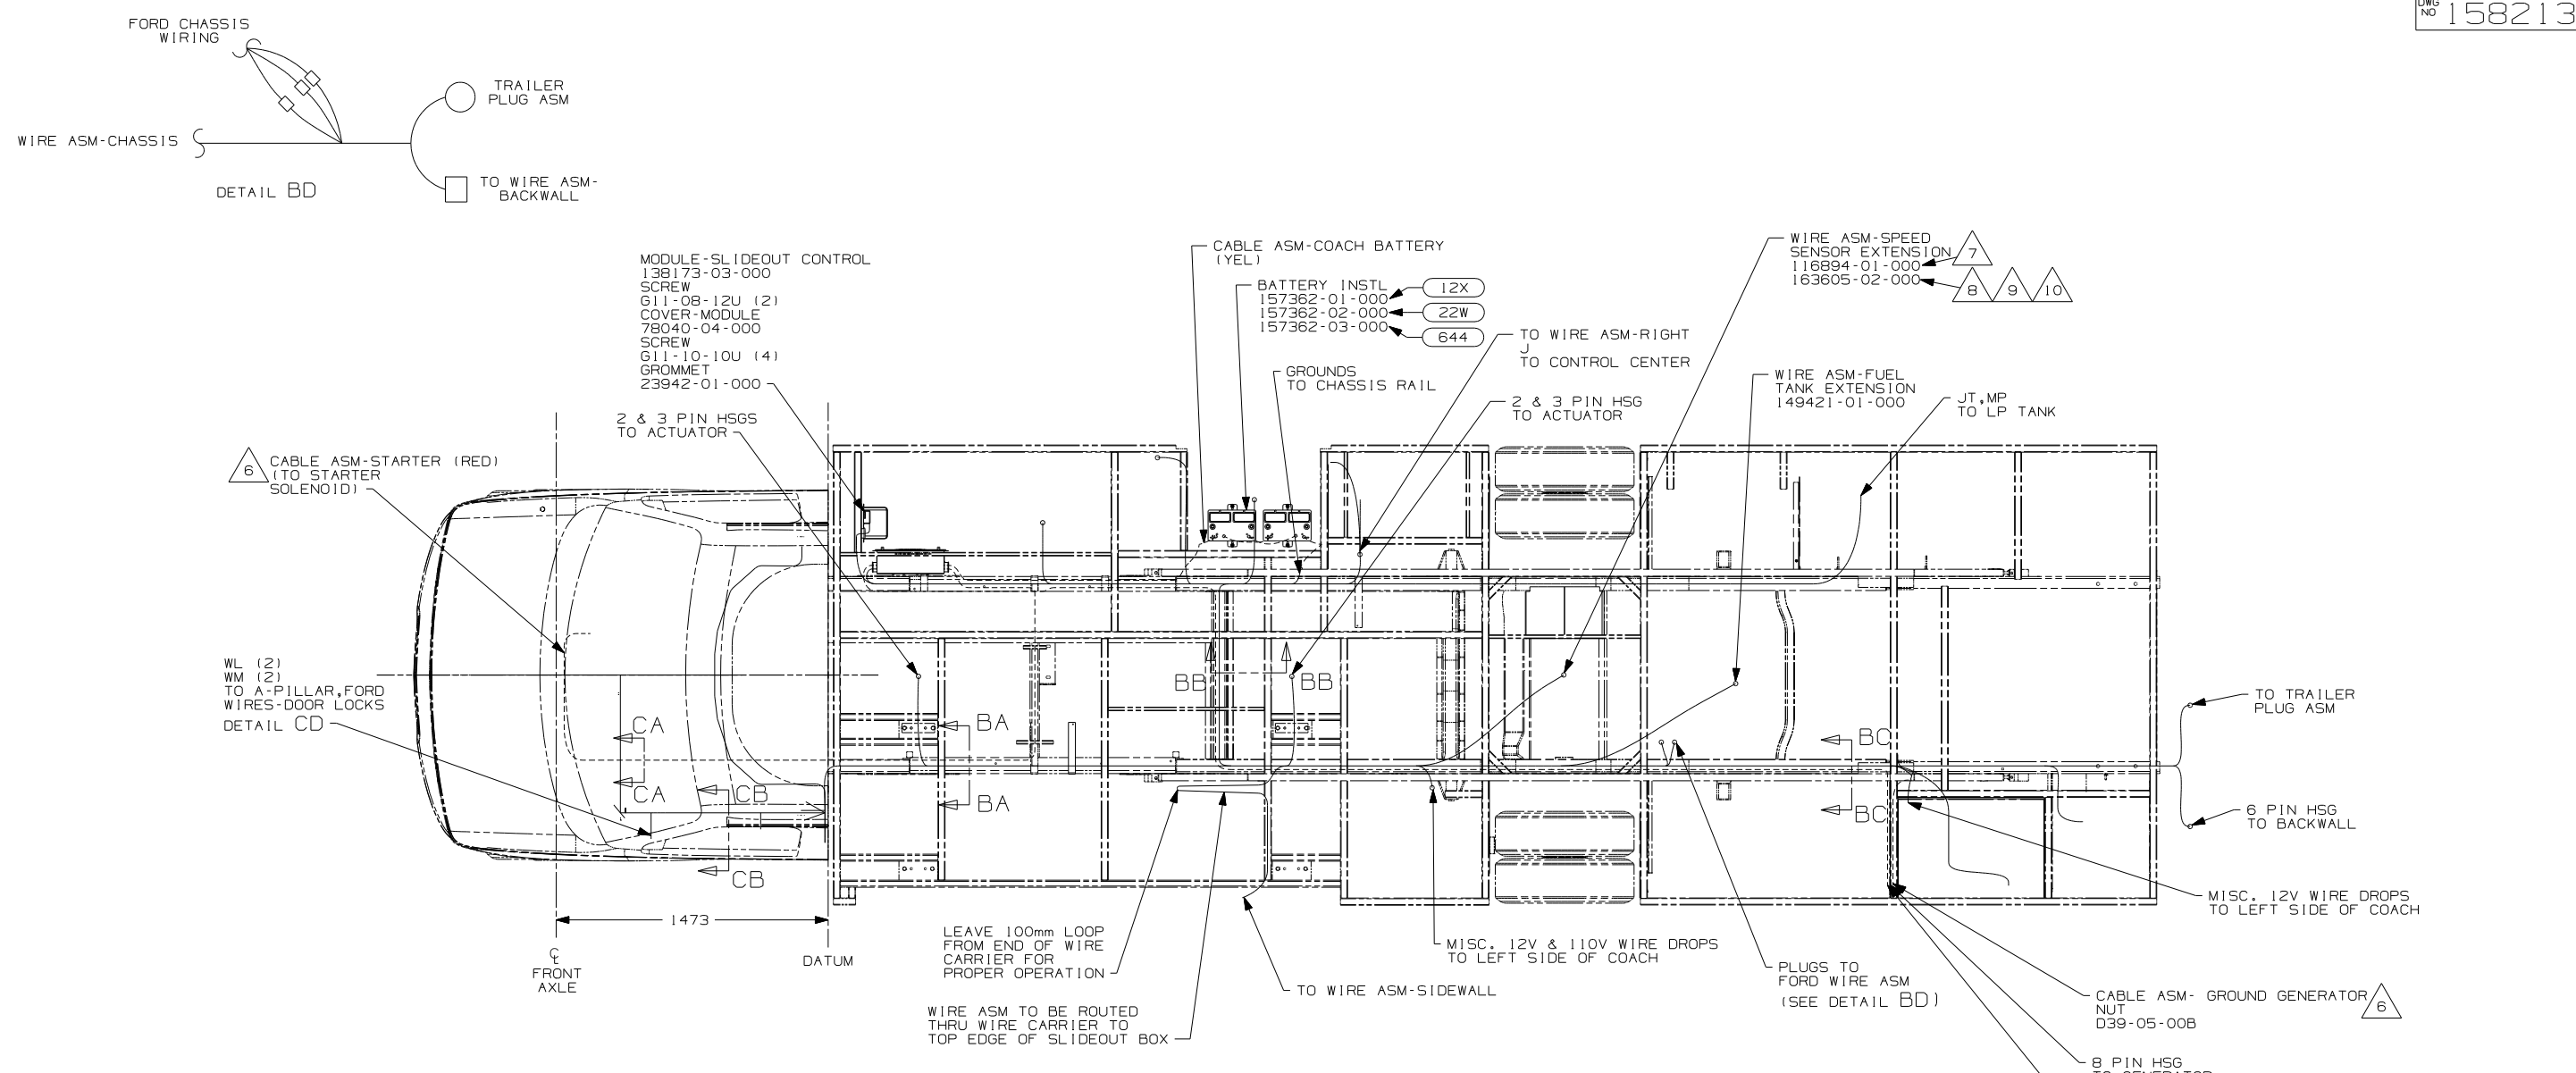 DWG
NO 158213
FORD CHASSIS
WIRING
TRAILER
PLUG ASM
WIRE ASM-CHASSIS
TO WIRE ASM-
BACKWALL
DETAIL BD
MODULE-SLIDEOUT CONTROL
138173-03-000
SCREW
G11-08-12U (2)
COVER-MODULE
78040-04-000
SCREW
G11-10-10U (4)
GROMMET
23942-01-000
CABLE ASM-COACH BATTERY
(YEL)
BATTERY INSTL
157362-01-000 12X
157362-02-000 22W
157362-03-000 644
WIRE ASM-SPEED
SENSOR EXTENSION
116894-01-000 7
163605-02-000 8 9 10
TO WIRE ASM-RIGHT
J
TO CONTROL CENTER
GROUNDS
TO CHASSIS RAIL
WIRE ASM-FUEL
TANK EXTENSION
149421-01-000
2 & 3 PIN HSGS
TO ACTUATOR
2 & 3 PIN HSG
TO ACTUATOR
JT,MP
TO LP TANK
6 CABLE ASM-STARTER (RED)
(TO STARTER
SOLENOID)
WL (2)
WM (2)
TO A-PILLAR,FORD
WIRES-DOOR LOCKS
DETAIL CD
CA
CA
CB
CB
BA
BA
BB
BB
BC
BC
TO TRAILER
PLUG ASM
6 PIN HSG
TO BACKWALL
MISC. 12V WIRE DROPS
TO LEFT SIDE OF COACH
1473
℄
FRONT
AXLE
DATUM
LEAVE 100mm LOOP
FROM END OF WIRE
CARRIER FOR
PROPER OPERATION
MISC. 12V & 110V WIRE DROPS
TO LEFT SIDE OF COACH
PLUGS TO
FORD WIRE ASM
(SEE DETAIL BD)
TO WIRE ASM-SIDEWALL
WIRE ASM TO BE ROUTED
THRU WIRE CARRIER TO
TOP EDGE OF SLIDEOUT BOX
CABLE ASM- GROUND GENERATOR 6
NUT
D39-05-00B
8 PIN HSG
TO GENERATOR